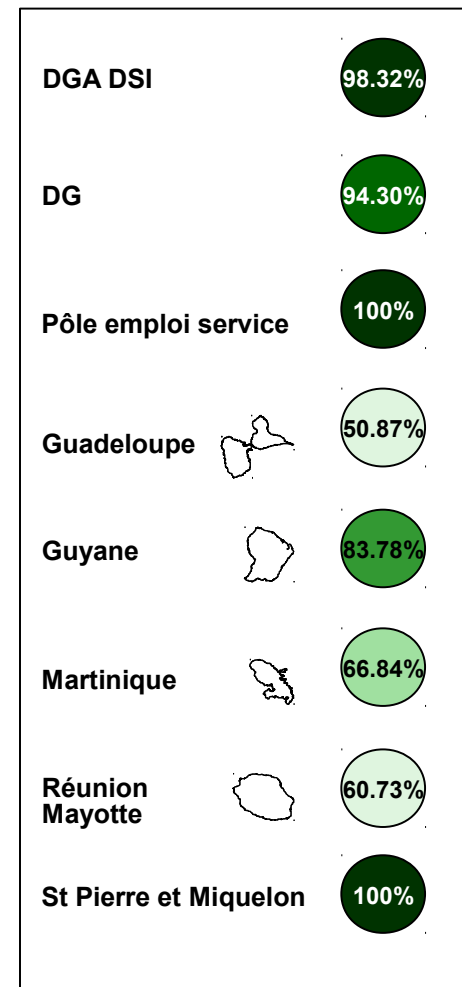 DGA DSI 98.32%
DG 94.30%
Pôle emploi service 100%
Guadeloupe 50.87%
Guyane 83.78%
Martinique 66.84%
Réunion
Mayotte 60.73%
St Pierre et Miquelon 100%